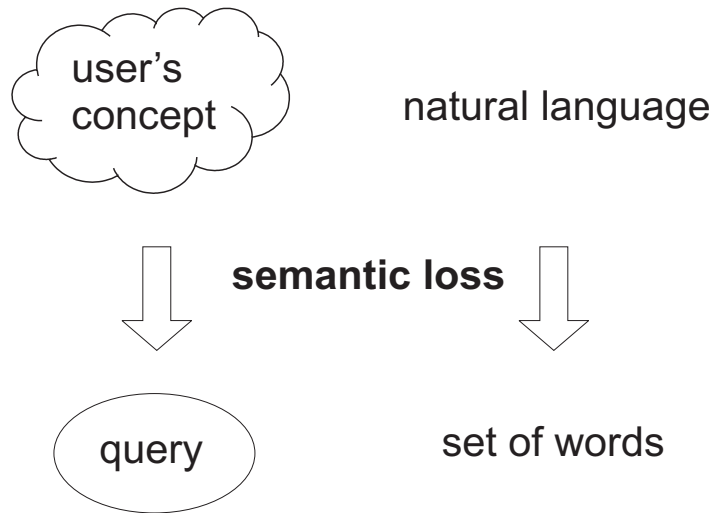 user’s
concept
natural language
semantic loss
query
set of words